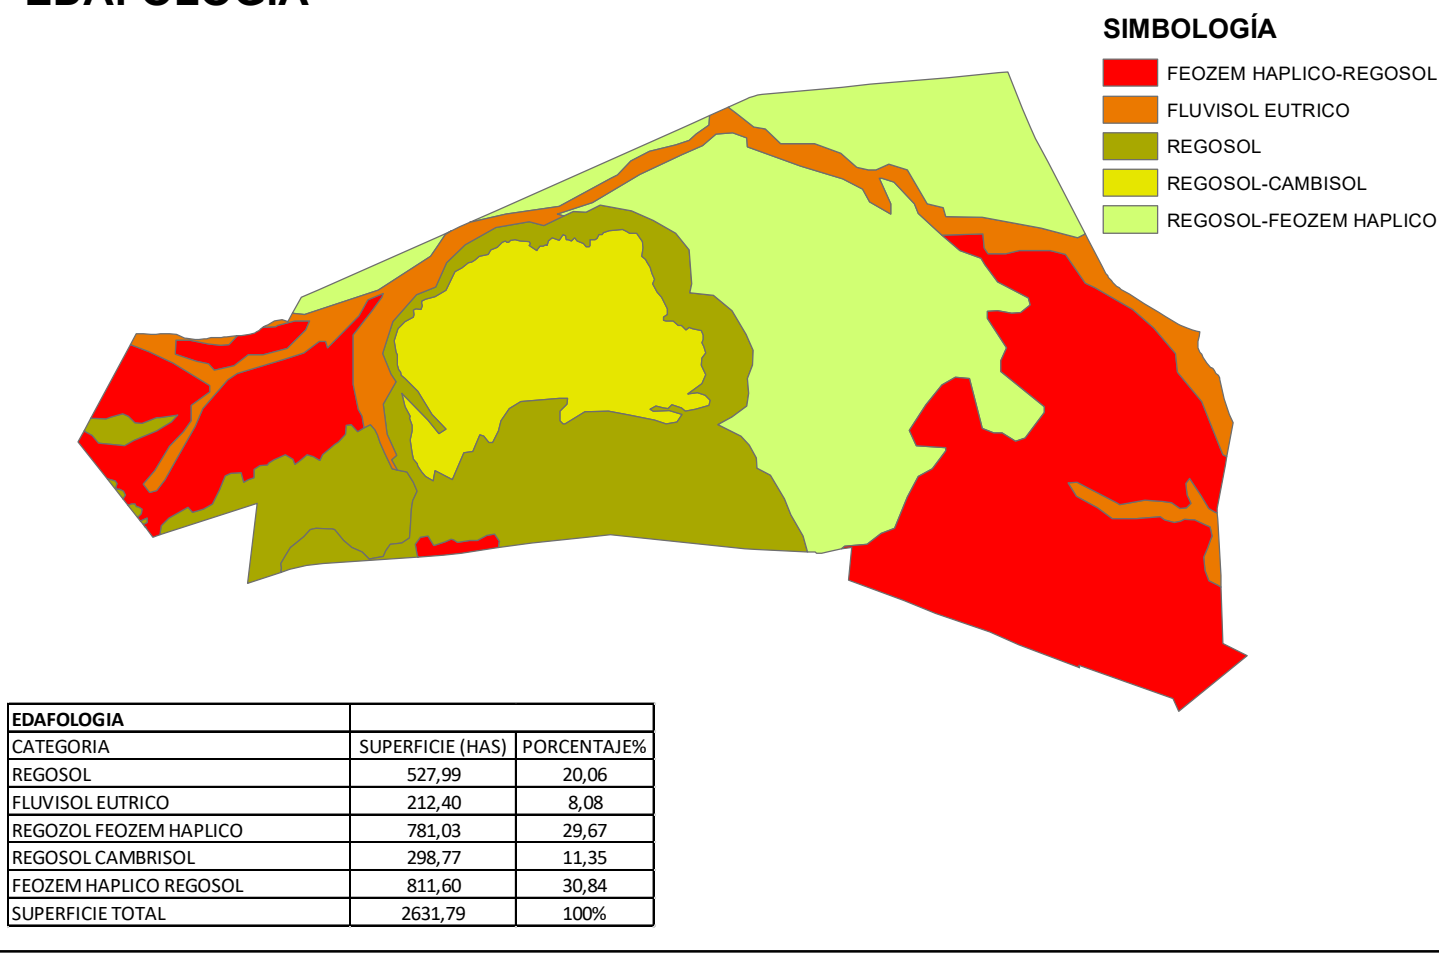 SIMBOLOGÍA
FEOZEM HAPLICO-REGOSOL
FLUVISOL EUTRICO
REGOSOL
REGOSOL-CAMBISOL
REGOSOL-FEOZEM HAPLICO
EDAFOLOGIA
CATEGORIA SUPERFICIE (HAS) PORCENTAJE%
REGOSOL 527,99 20,06
FLUVISOL EUTRICO 212,40 8,08
REGOZOL FEOZEM HAPLICO 781,03 29,67
REGOSOL CAMBRISOL 298,77 11,35
FEOZEM HAPLICO REGOSOL 811,60 30,84
SUPERFICIE TOTAL 2631,79 100%